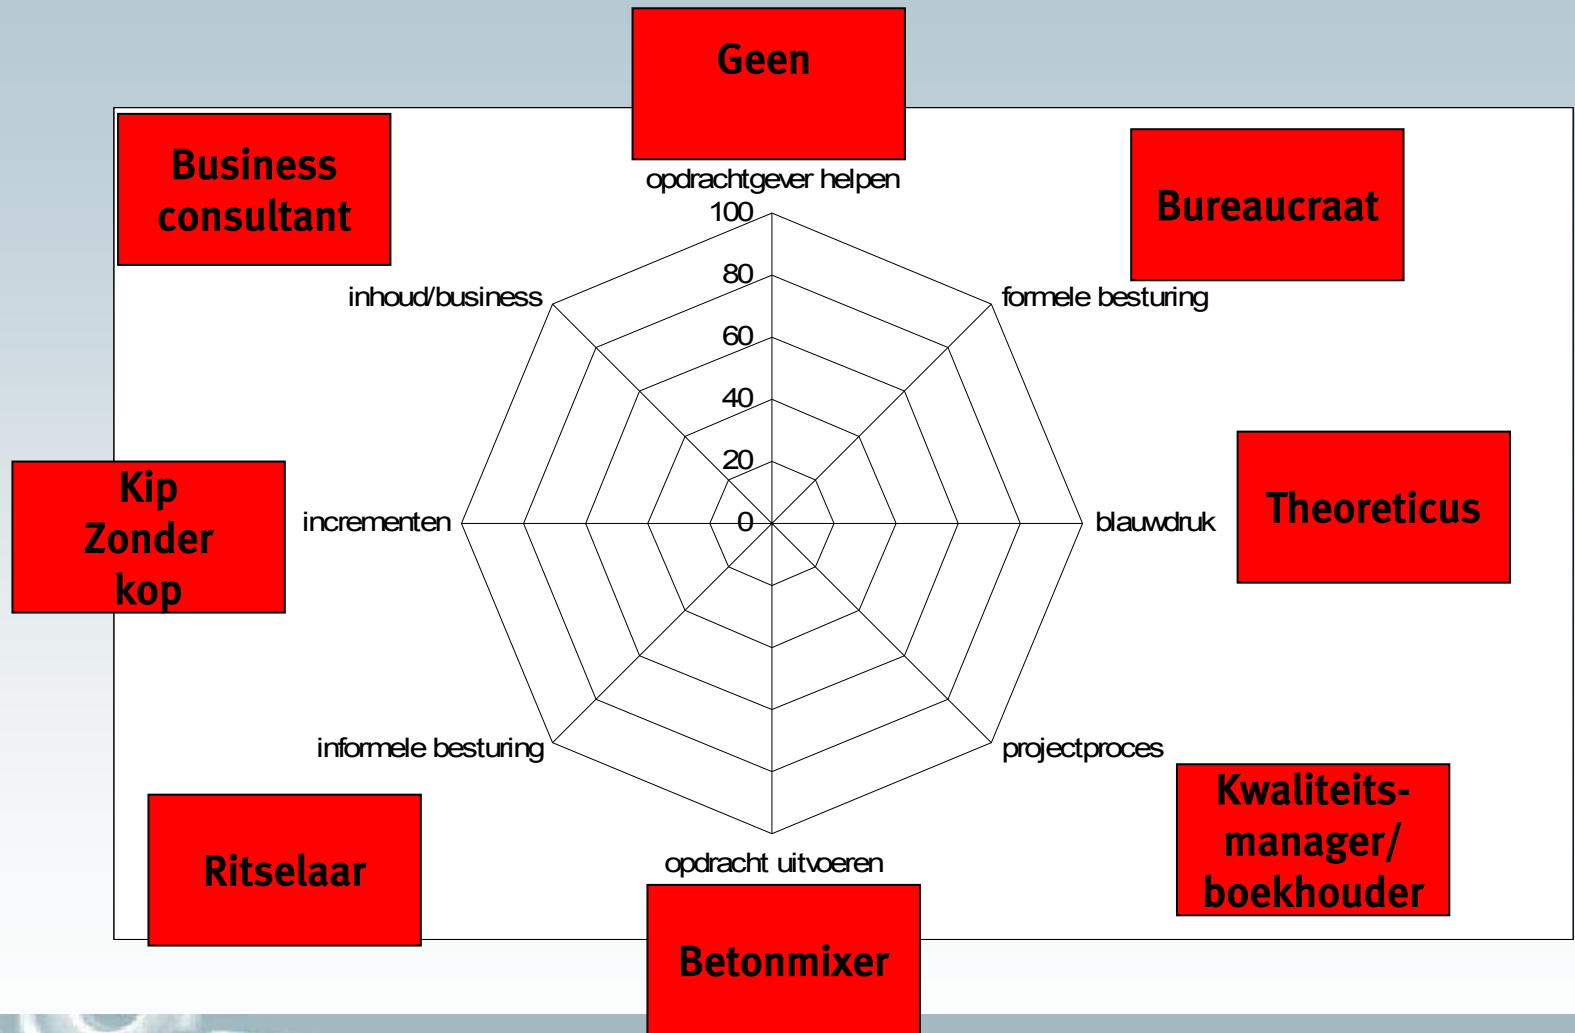 Geen
Business
consultant
Bureaucraat
opdrachtgever helpen
100
80
60
40
20
0
inhoud/business
formele besturing
Kip
Zonder
kop
incrementen
blauwdruk
Theoreticus
informele besturing
projectproces
Kwaliteits-
manager/
boekhouder
Ritselaar
opdracht uitvoeren
Betonmixer